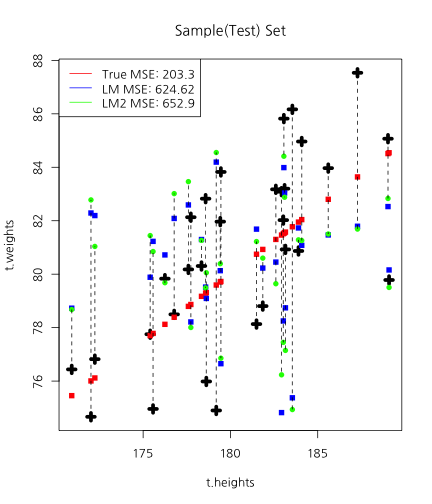 Sample(Test) Set
True MSE: 203.3
LM MSE: 624.62
LM2 MSE: 652.9
88
86
84
82
80
78
76
t.weights
175 180 185
t.heights